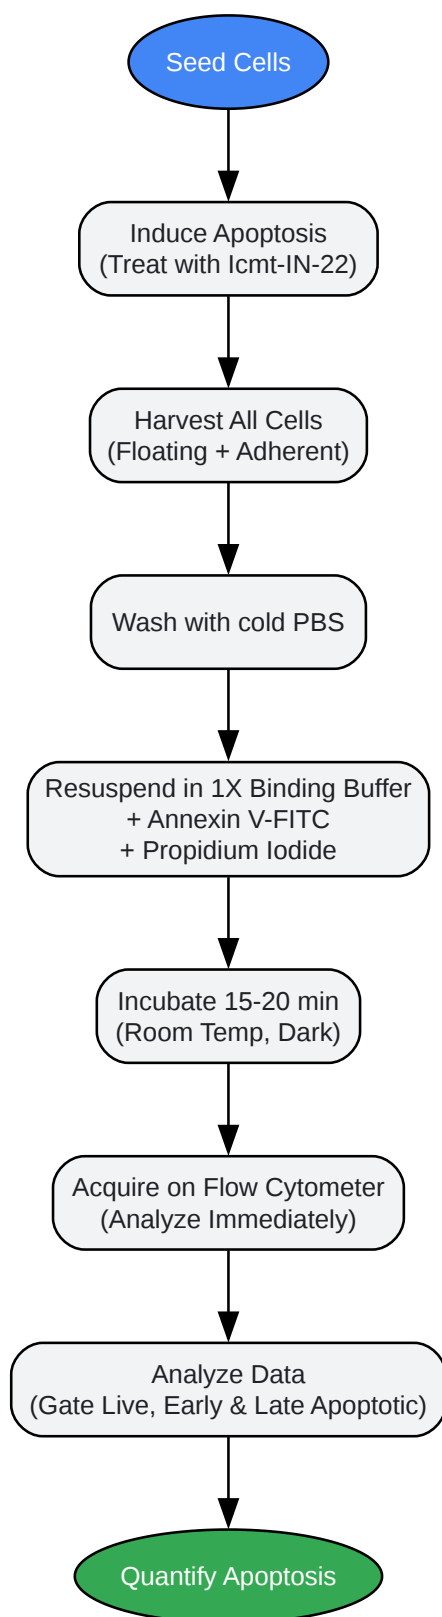 Seed Cells
Induce Apoptosis
(Treat with Icmt-IN-22)
Harvest All Cells
(Floating + Adherent)
Wash with cold PBS
Resuspend in 1X Binding Buffer
+ Annexin V-FITC
+ Propidium Iodide
Incubate 15-20 min
(Room Temp, Dark)
Acquire on Flow Cytometer
(Analyze Immediately)
Analyze Data
(Gate Live, Early & Late Apoptotic)
Quantify Apoptosis